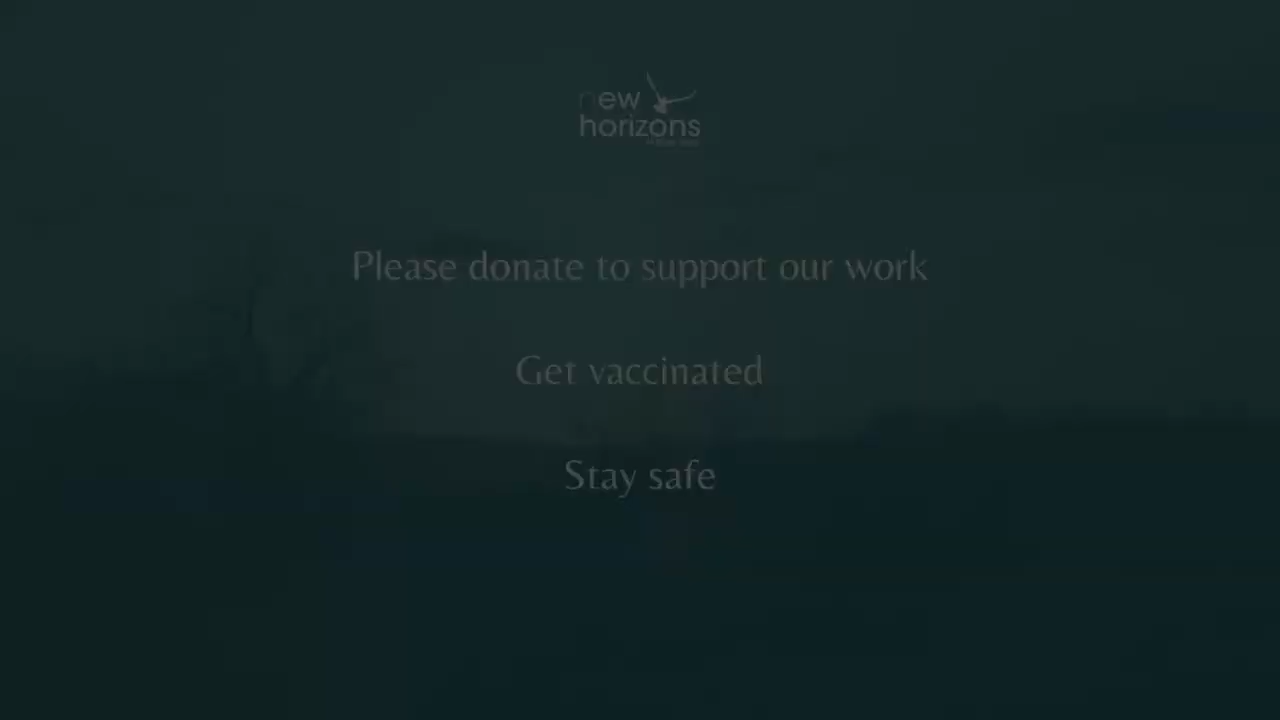 new
horizons
Please donate to support our work
Get vaccinated
Stay safe